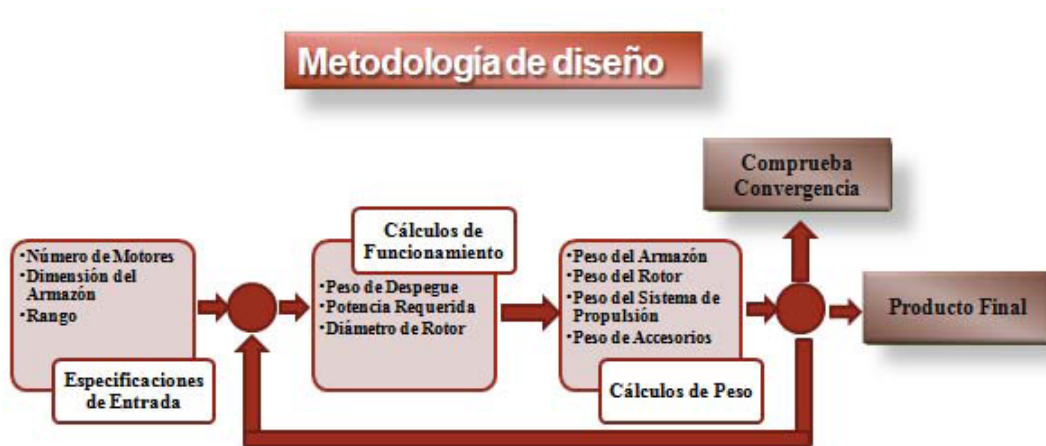 Metodología de diseño
Comprueba
Convergencia
Cálculos de
Funcionamiento
•Número de Motores
•Dimensión del
Armazón
•Rango
Especificaciones
de Entrada
•Peso de Despegue
•Potencia Requerida
•Diámetro de Rotor
•Peso del Armazón
•Peso del Rotor
•Peso del Sistema de
Propulsión
•Peso de Accesorios
Cálculos de Peso
Producto Final